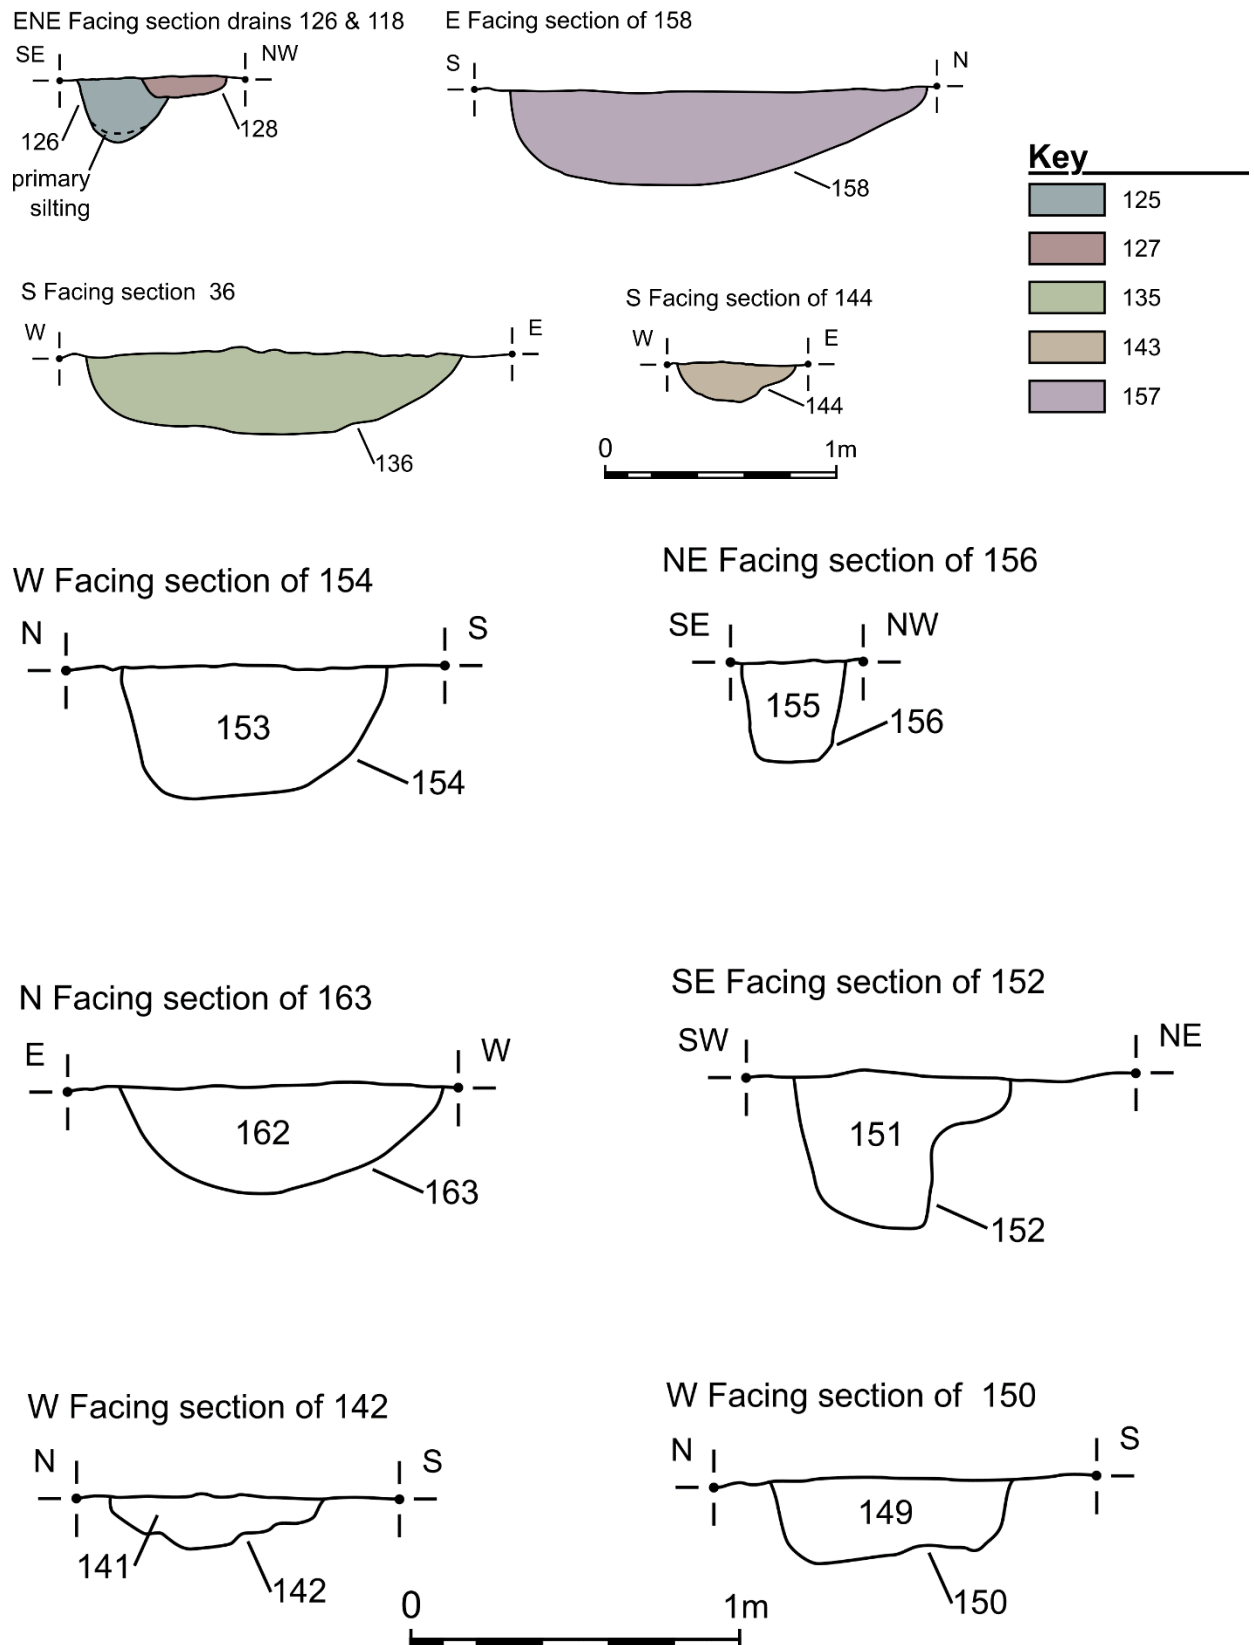 ENE Facing section drains 126 & 118
SE NW
126
128
primary
silting
E Facing section of 158
S N
158
Key
125
127
135
143
157
S Facing section  36
W E
136
S Facing section of 144
W E
144
0 1m
W Facing section of 154
N S
153
154
NE Facing section of 156
SE NW
155
156
N Facing section of 163
E W
162
163
SE Facing section of 152
SW NE
151
152
W Facing section of 142
N S
141
142
W Facing section of  150
N S
149
150
0 1m